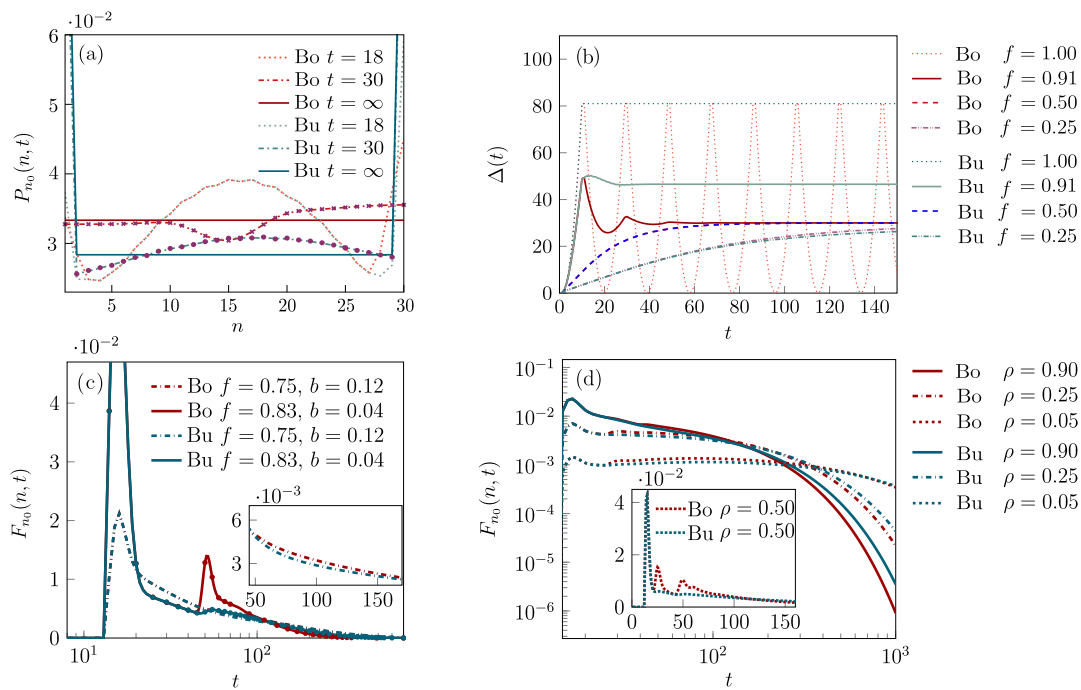 ·10⁻²
(a)
6
5
4
3
P_{n₀}(n, t)
Bo t = 18
Bo t = 30
Bo t = ∞
Bu t = 18
Bu t = 30
Bu t = ∞
5 10 15 20 25 30
n
(b)
100
80
60
40
20
0
Δ(t)
0 20 40 60 80 100 120 140
t
Bo f = 1.00
Bo f = 0.91
Bo f = 0.50
Bo f = 0.25
Bu f = 1.00
Bu f = 0.91
Bu f = 0.50
Bu f = 0.25
·10⁻²
(c)
4
2
0
F_{n₀}(n, t)
Bo f = 0.75, b = 0.12
Bo f = 0.83, b = 0.04
Bu f = 0.75, b = 0.12
Bu f = 0.83, b = 0.04
·10⁻³
6
3
50 100 150
10¹ 10²
t
(d)
10⁻¹
10⁻²
10⁻³
10⁻⁴
10⁻⁵
10⁻⁶
F_{n₀}(n, t)
·10⁻²
4
2
0
Bo ρ = 0.50
Bu ρ = 0.50
0 50 100 150
10² 10³
t
Bo ρ = 0.90
Bo ρ = 0.25
Bo ρ = 0.05
Bu ρ = 0.90
Bu ρ = 0.25
Bu ρ = 0.05